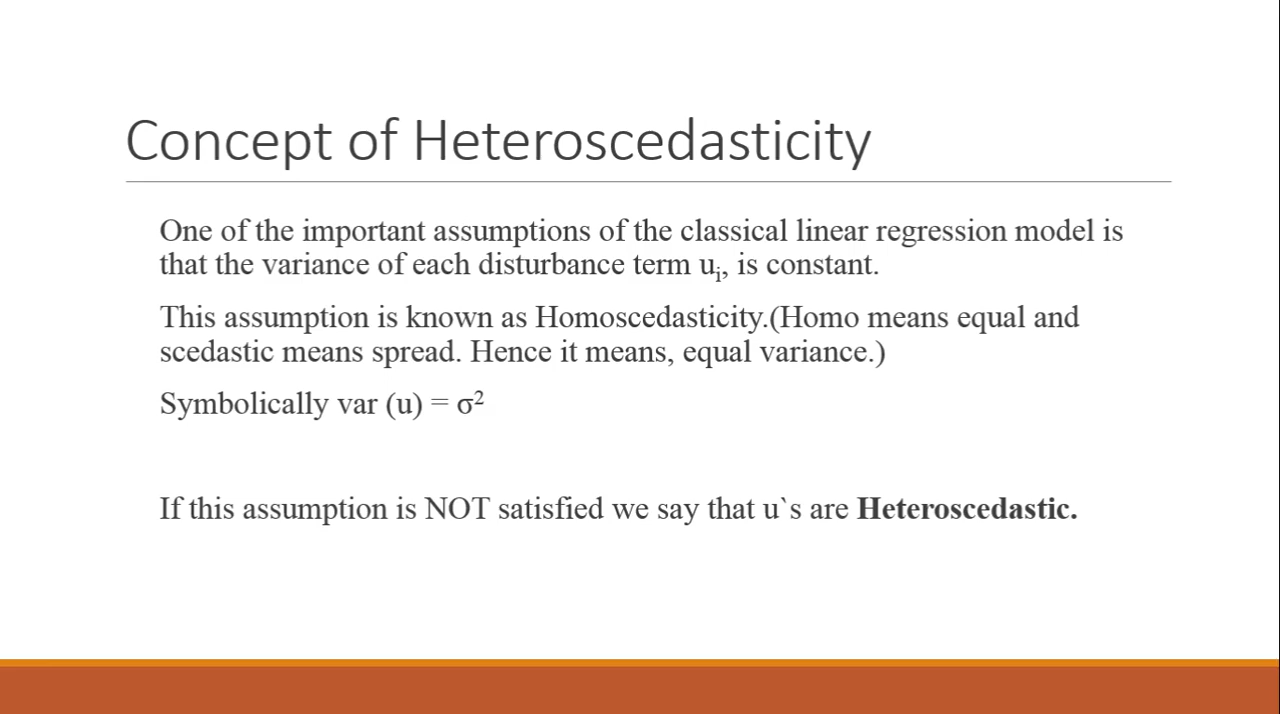 Concept of Heteroscedasticity
One of the important assumptions of the classical linear regression model is
that the variance of each disturbance term uᵢ, is constant.
This assumption is known as Homoscedasticity.(Homo means equal and
scedastic means spread. Hence it means, equal variance.)
Symbolically var (u) = σ²
If this assumption is NOT satisfied we say that u`s are Heteroscedastic.